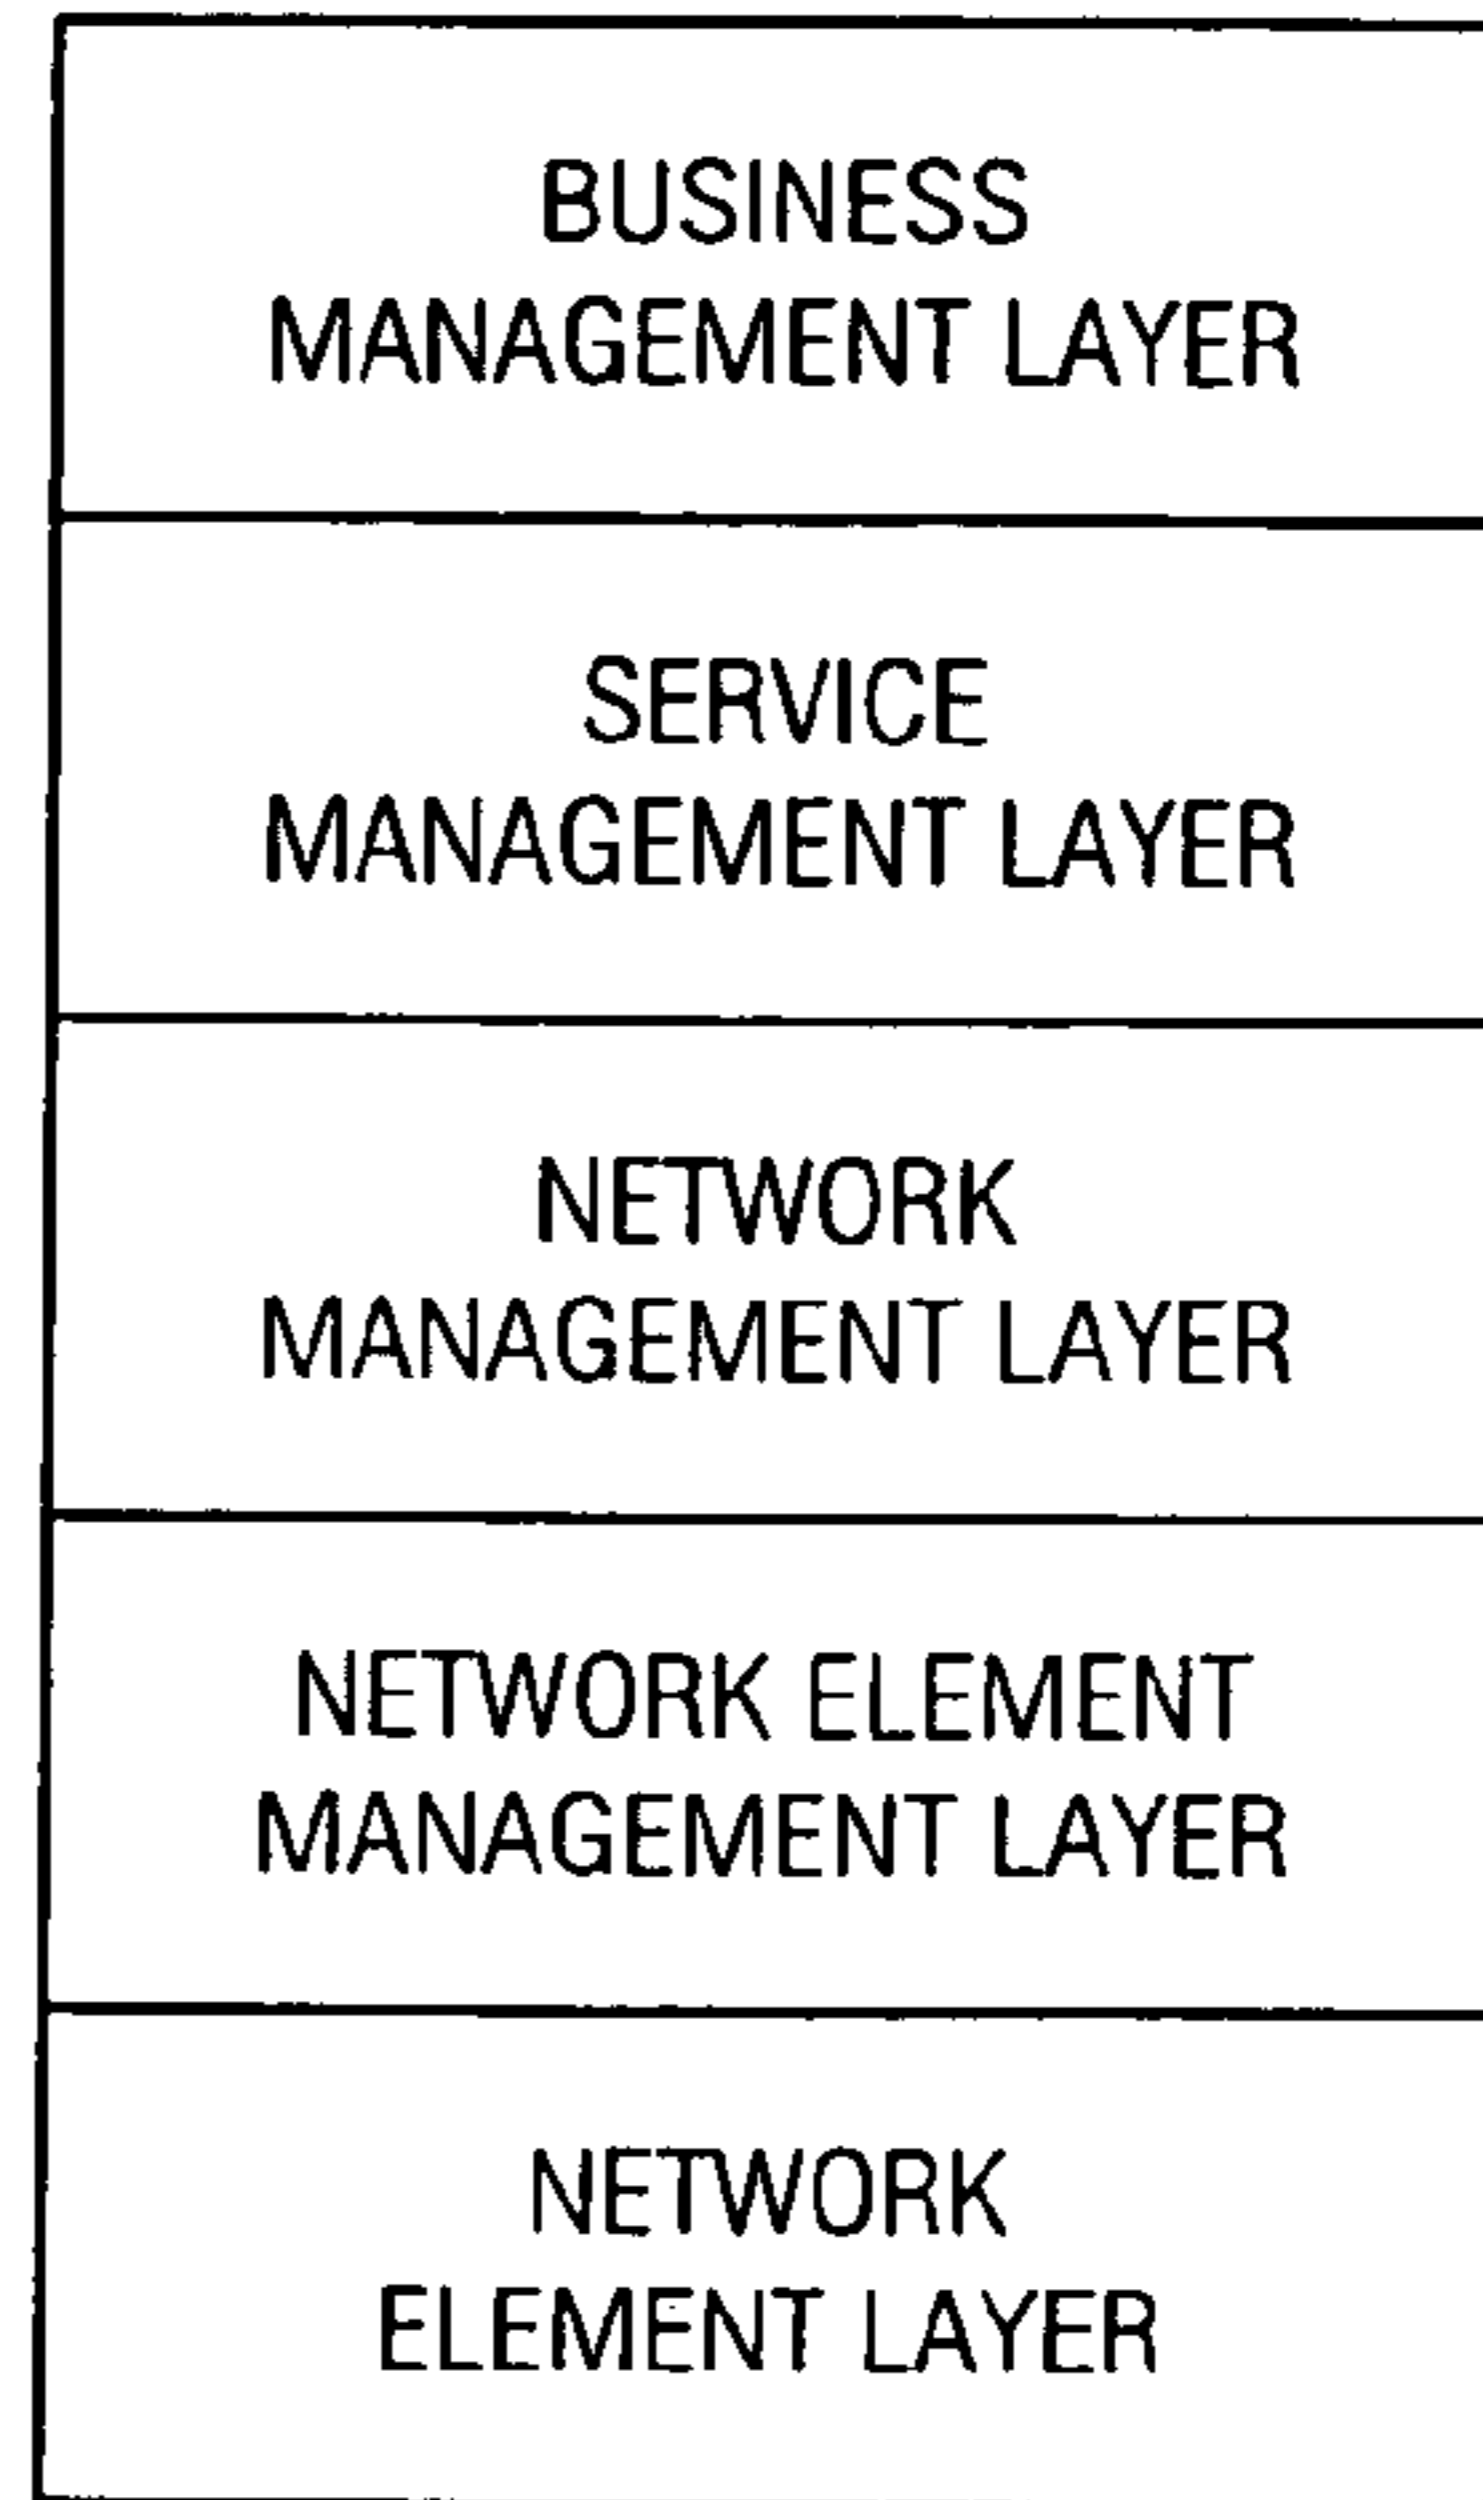 BUSINESS
MANAGEMENT LAYER
SERVICE
MANAGEMENT LAYER
NETWORK
MANAGEMENT LAYER
NETWORK ELEMENT
MANAGEMENT LAYER
NETWORK
ELEMENT LAYER